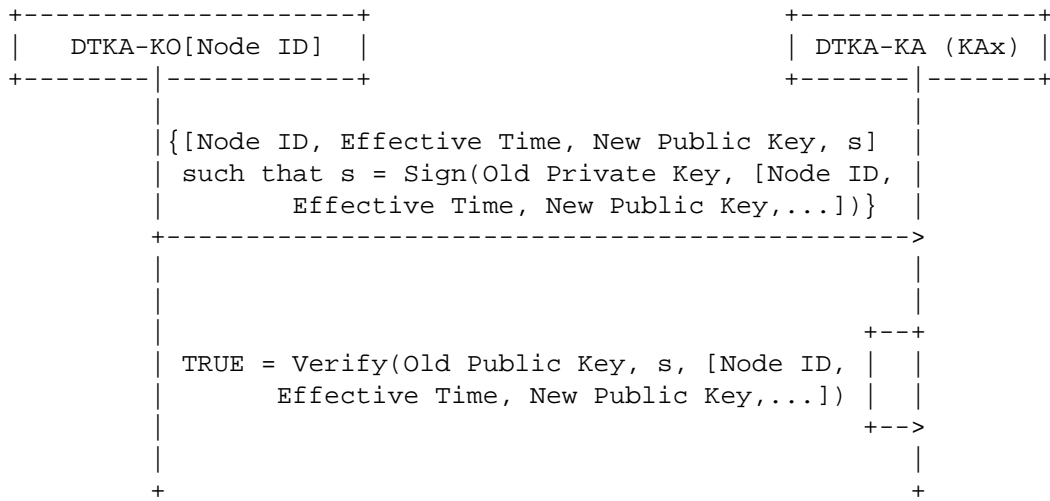 DTKA-KO[Node ID]
DTKA-KA (KAx)
{[Node ID, Effective Time, New Public Key, s]
such that s = Sign(Old Private Key, [Node ID,
Effective Time, New Public Key,...])}
TRUE = Verify(Old Public Key, s, [Node ID,
Effective Time, New Public Key,...])